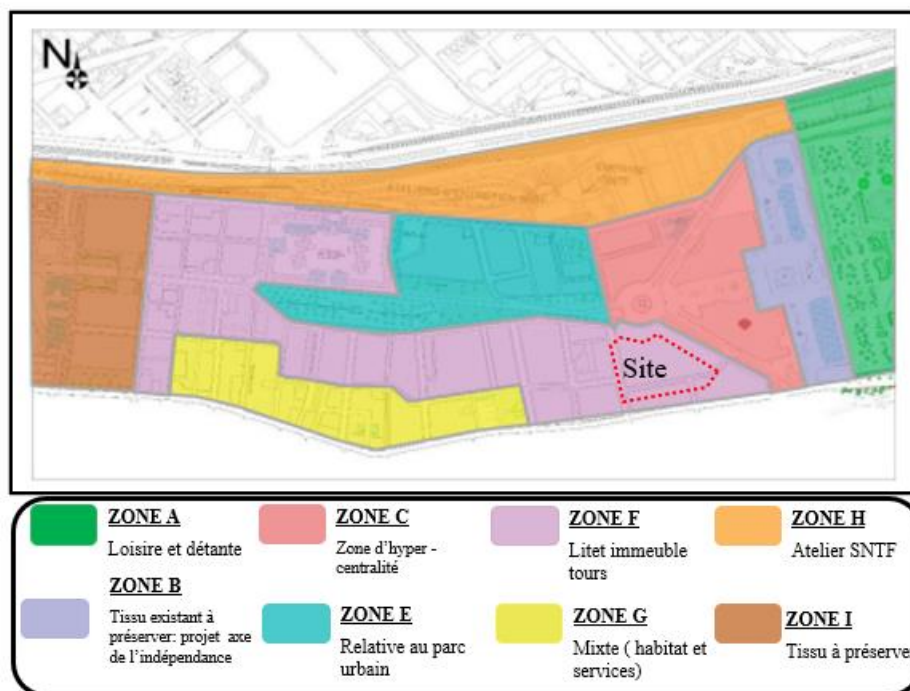 N
Site
ZONE A
Loisire et détante
ZONE B
Tissu existant à
préserver: projet axe
de l'indépendance
ZONE C
Zone d'hyper -
centralité
ZONE E
Relative au parc
urbain
ZONE F
Litet immeuble
tours
ZONE G
Mixte ( habitat et
services)
ZONE H
Atelier SNTF
ZONE I
Tissu à préserve